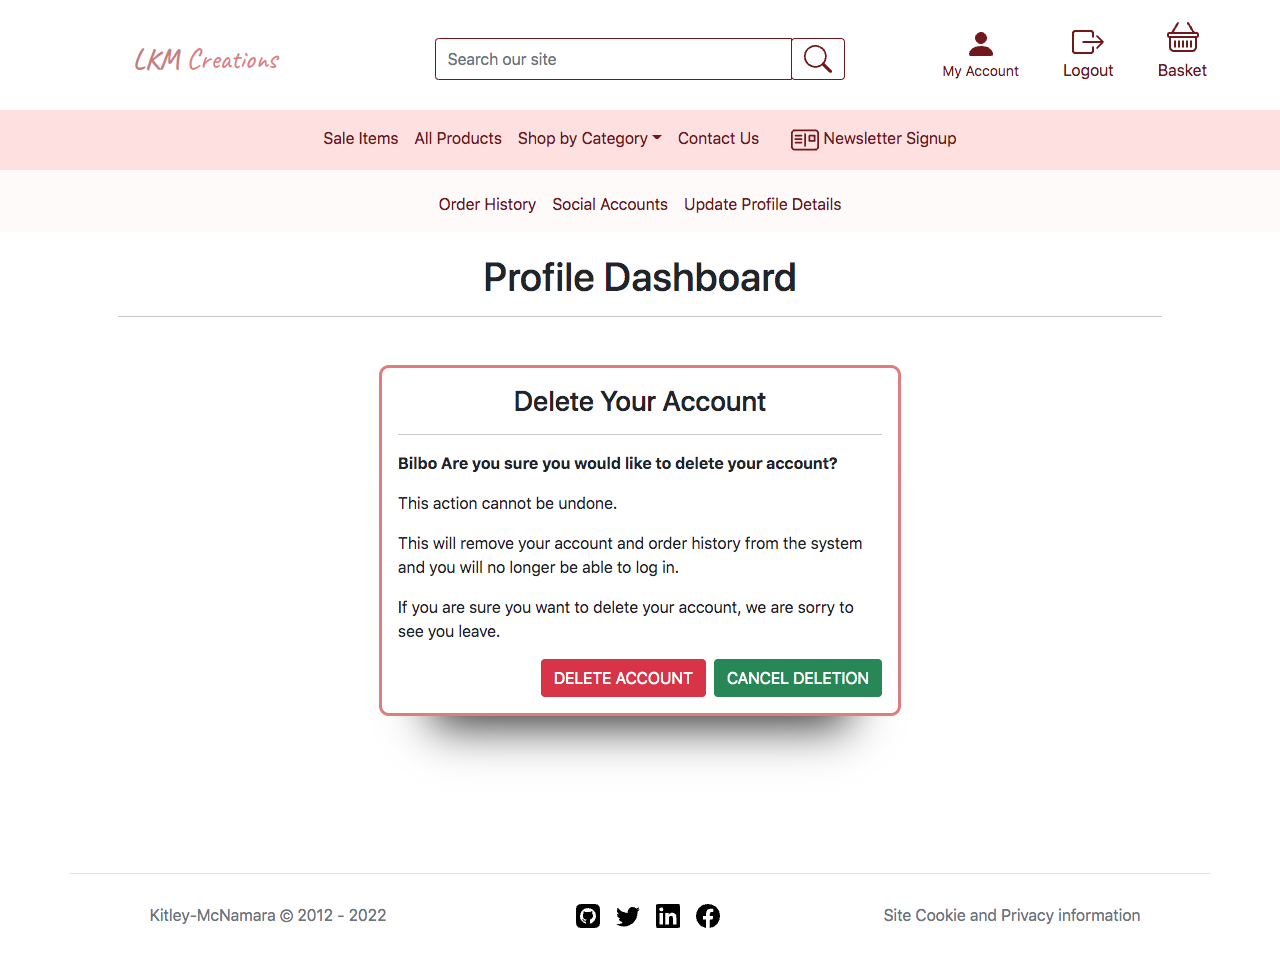 LKM Creations
Search our site
My Account
Logout
Basket
Sale Items
All Products
Shop by Category
Contact Us
Newsletter Signup
Order History
Social Accounts
Update Profile Details
Profile Dashboard
Delete Your Account
Bilbo Are you sure you would like to delete your account?
This action cannot be undone.
This will remove your account and order history from the system
and you will no longer be able to log in.
If you are sure you want to delete your account, we are sorry to
see you leave.
DELETE ACCOUNT
CANCEL DELETION
Kitley-McNamara © 2012 - 2022
Site Cookie and Privacy information